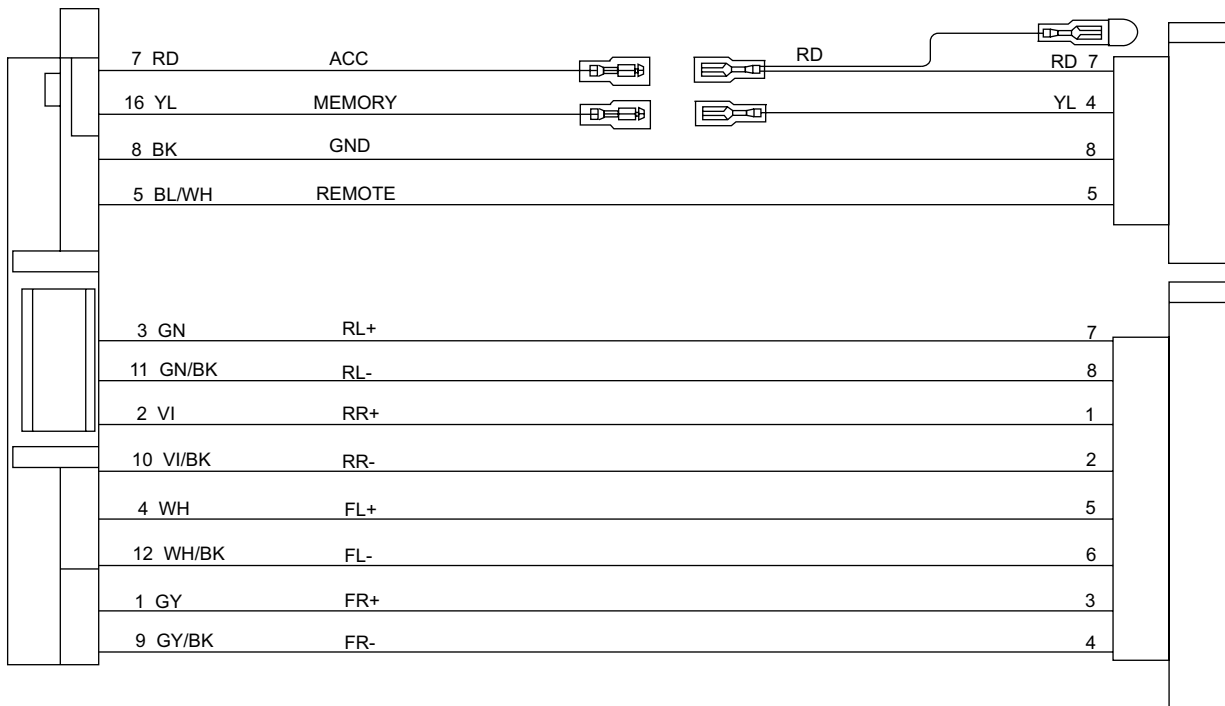 7 RD ACC RD RD 7
16 YL MEMORY YL 4
8 BK GND 8
5 BL/WH REMOTE 5
3 GN RL+ 7
11 GN/BK RL- 8
2 VI RR+ 1
10 VI/BK RR- 2
4 WH FL+ 5
12 WH/BK FL- 6
1 GY FR+ 3
9 GY/BK FR- 4